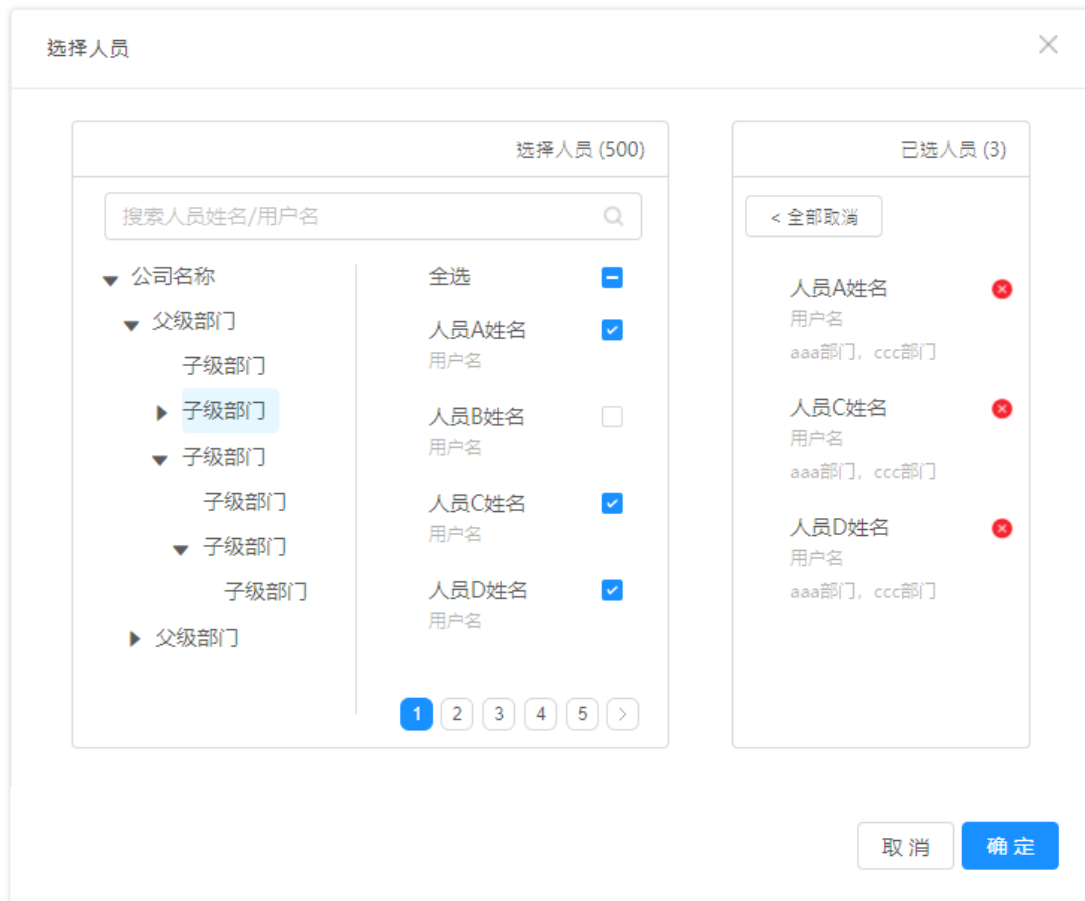 选择人员
选择人员 (500)
搜索人员姓名/用户名
公司名称
父级部门
子级部门
子级部门
子级部门
子级部门
子级部门
子级部门
父级部门
全选
人员A姓名
用户名
人员B姓名
用户名
人员C姓名
用户名
人员D姓名
用户名
1 2 3 4 5 >
已选人员 (3)
< 全部取消
人员A姓名
用户名
aaa部门，ccc部门
人员C姓名
用户名
aaa部门，ccc部门
人员D姓名
用户名
aaa部门，ccc部门
取 消
确 定